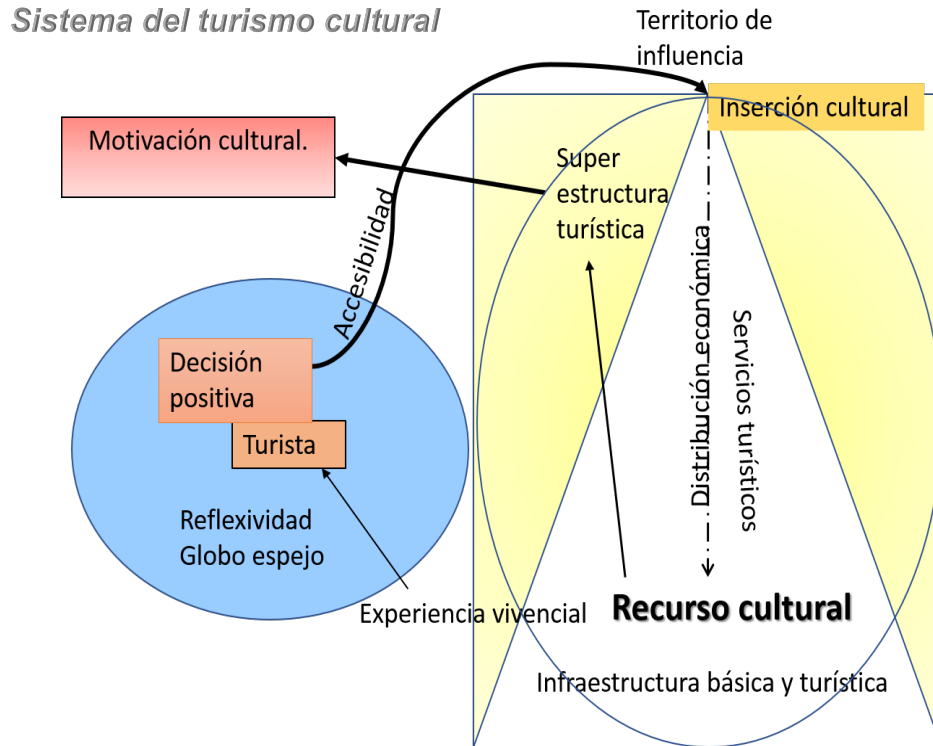 Sistema del turismo cultural
Territorio de
influencia
Inserción cultural
Motivación cultural.
Super
estructura
turística
Accesibilidad
Distribución económica
Servicios turísticos
Decisión
positiva
Turista
Reflexividad
Globo espejo
Experiencia vivencial
Recurso cultural
Infraestructura básica y turística